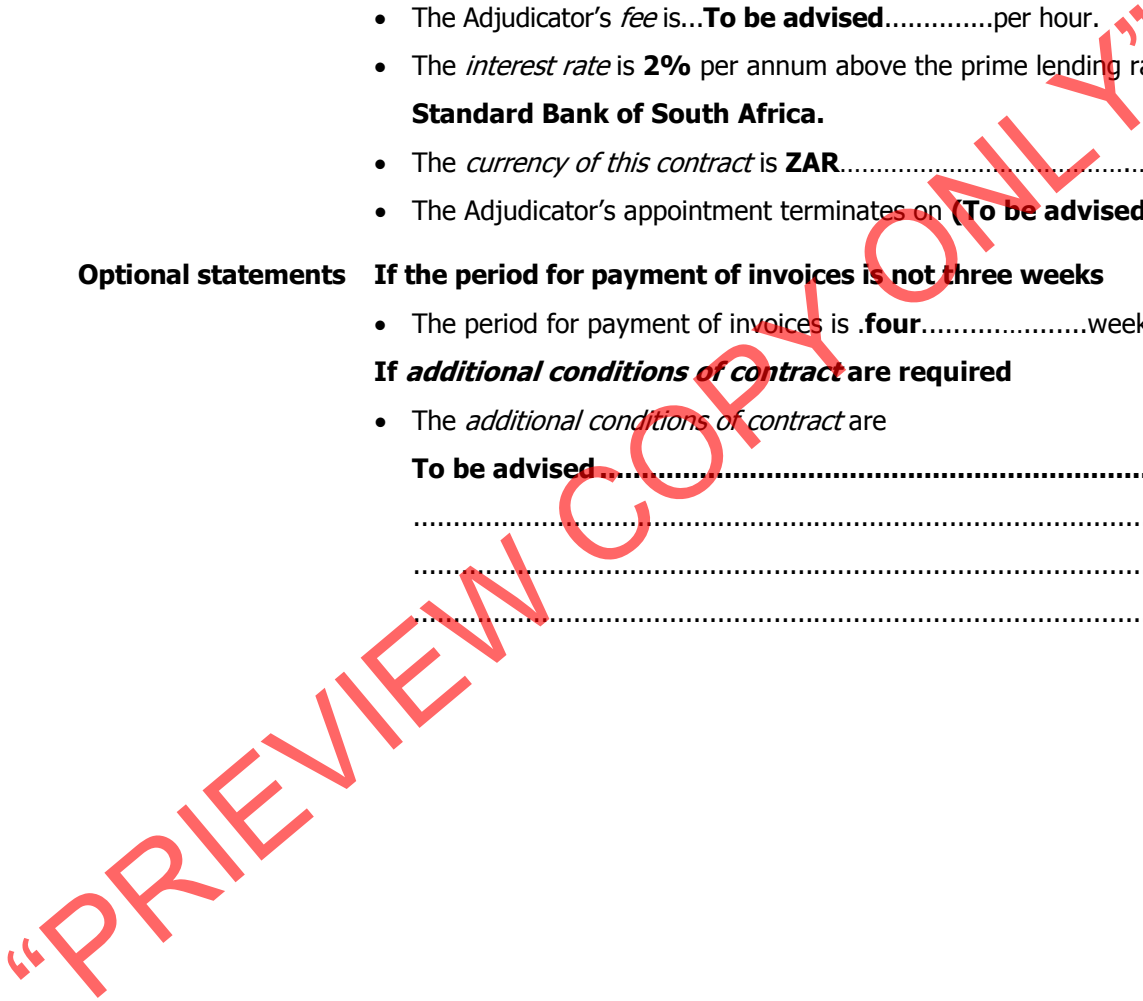 • The Adjudicator’s fee is...To be advised..............per hour.
• The interest rate is 2% per annum above the prime lending
Standard Bank of South Africa.
• The currency of this contract is ZAR.......................................
• The Adjudicator’s appointment terminates on (To be advised
Optional statements If the period for payment of invoices is not three weeks
• The period for payment of invoices is .four.....................week
If additional conditions of contract are required
• The additional conditions of contract are
To be advised.....................................................................
...........................................................................................
...........................................................................................
...........................................................................................
“PRIEVIEW COPY ONLY”